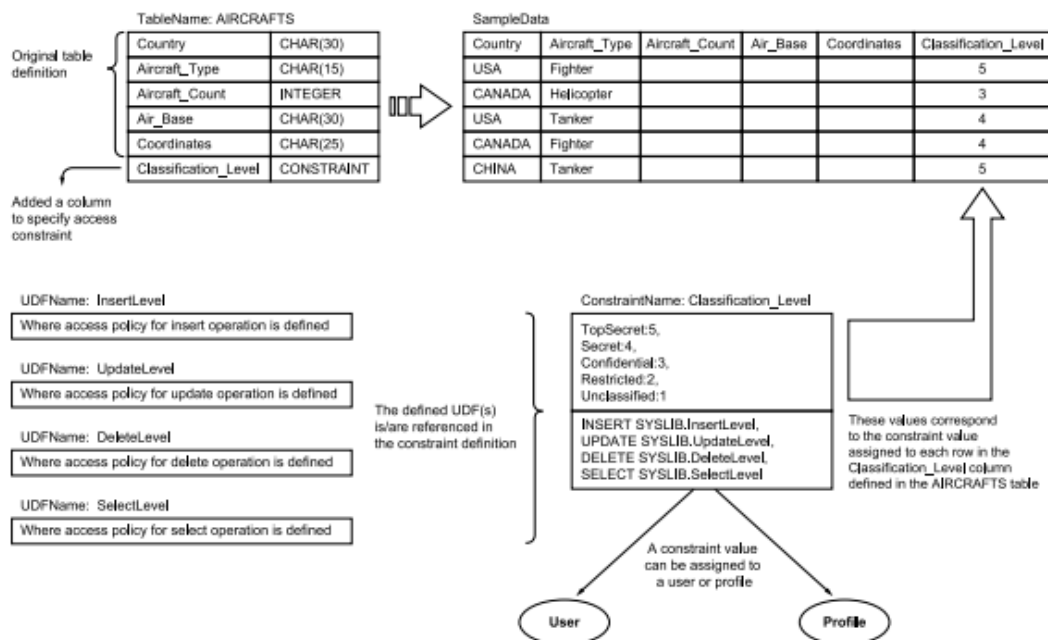 TableName: AIRCRAFTS
Original table
definition
Country CHAR(30)
Aircraft_Type CHAR(15)
Aircraft_Count INTEGER
Air_Base CHAR(30)
Coordinates CHAR(25)
Classification_Level CONSTRAINT
Added a column
to specify access
constraint
SampleData
Country Aircraft_Type Aircraft_Count Air_Base Coordinates Classification_Level
USA Fighter 5
CANADA Helicopter 3
USA Tanker 4
CANADA Fighter 4
CHINA Tanker 5
UDFName: InsertLevel
Where access policy for insert operation is defined
UDFName: UpdateLevel
Where access policy for update operation is defined
UDFName: DeleteLevel
Where access policy for delete operation is defined
UDFName: SelectLevel
Where access policy for select operation is defined
The defined UDF(s)
is/are referenced in
the constraint definition
ConstraintName: Classification_Level
TopSecret:5,
Secret:4,
Confidential:3,
Restricted:2,
Unclassified:1
INSERT SYSLIB.InsertLevel,
UPDATE SYSLIB.UpdateLevel,
DELETE SYSLIB.DeleteLevel,
SELECT SYSLIB.SelectLevel
These values correspond
to the constraint value
assigned to each row in the
Classification_Level column
defined in the AIRCRAFTS table
A constraint value
can be assigned to
a user or profile
User
Profile